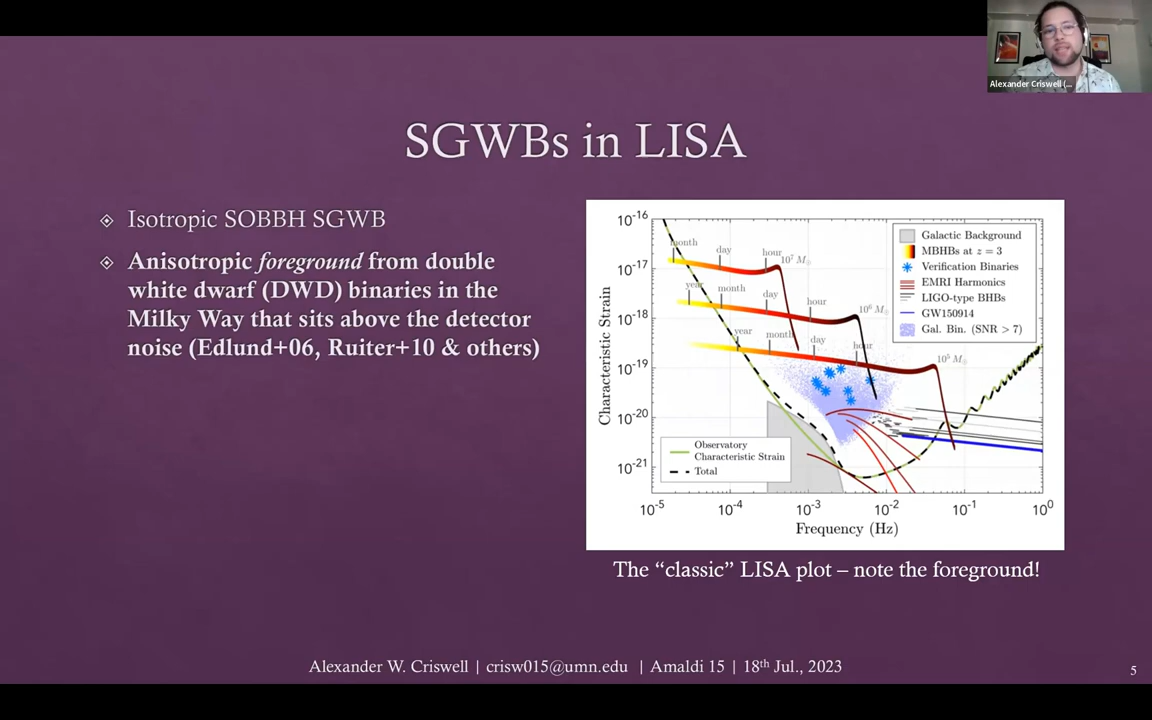 Alexander Criswell (...
SGWBs in LISA
Isotropic SOBBH SGWB
Anisotropic foreground from double
white dwarf (DWD) binaries in the
Milky Way that sits above the detector
noise (Edlund+06, Ruiter+10 & others)
Characteristic Strain
10⁻¹⁶
10⁻¹⁷
10⁻¹⁸
10⁻¹⁹
10⁻²⁰
10⁻²¹
month
day
hour
10⁷ M⊙
year
month
day
hour
10⁶ M⊙
year
month
day
hour
10⁵ M⊙
Galactic Background
MBHBs at z = 3
Verification Binaries
EMRI Harmonics
LIGO-type BHBs
GW150914
Gal. Bin. (SNR > 7)
Observatory
Characteristic Strain
Total
10⁻⁵ 10⁻⁴ 10⁻³ 10⁻² 10⁻¹ 10⁰
Frequency (Hz)
The “classic” LISA plot – note the foreground!
Alexander W. Criswell | crisw015@umn.edu | Amaldi 15 | 18th Jul., 2023
5